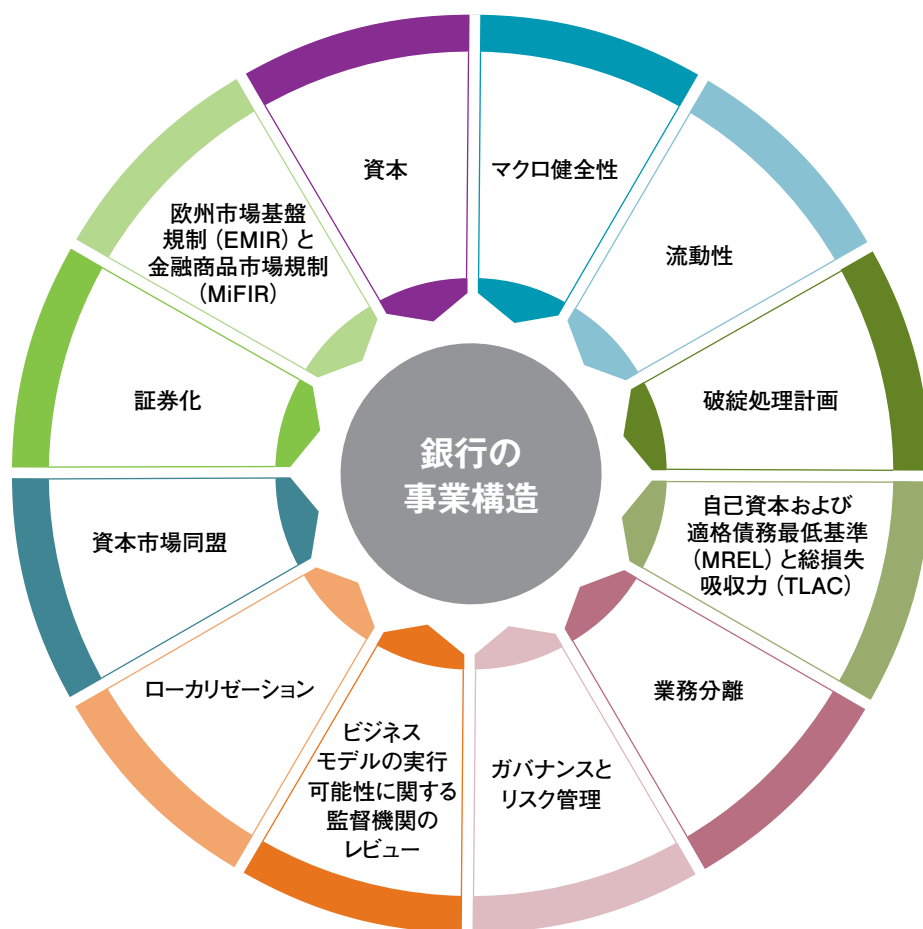 資本
マクロ健全性
流動性
破綻処理計画
自己資本および
適格債務最低基準
(MREL) と総損失
吸収力 (TLAC)
業務分離
ガバナンスと
リスク管理
ビジネス
モデルの実行
可能性に関する
監督機関の
レビュー
ローカリゼーション
資本市場同盟
証券化
欧州市場基盤
規制 (EMIR) と
金融商品市場規制
(MiFIR)
銀行の
事業構造